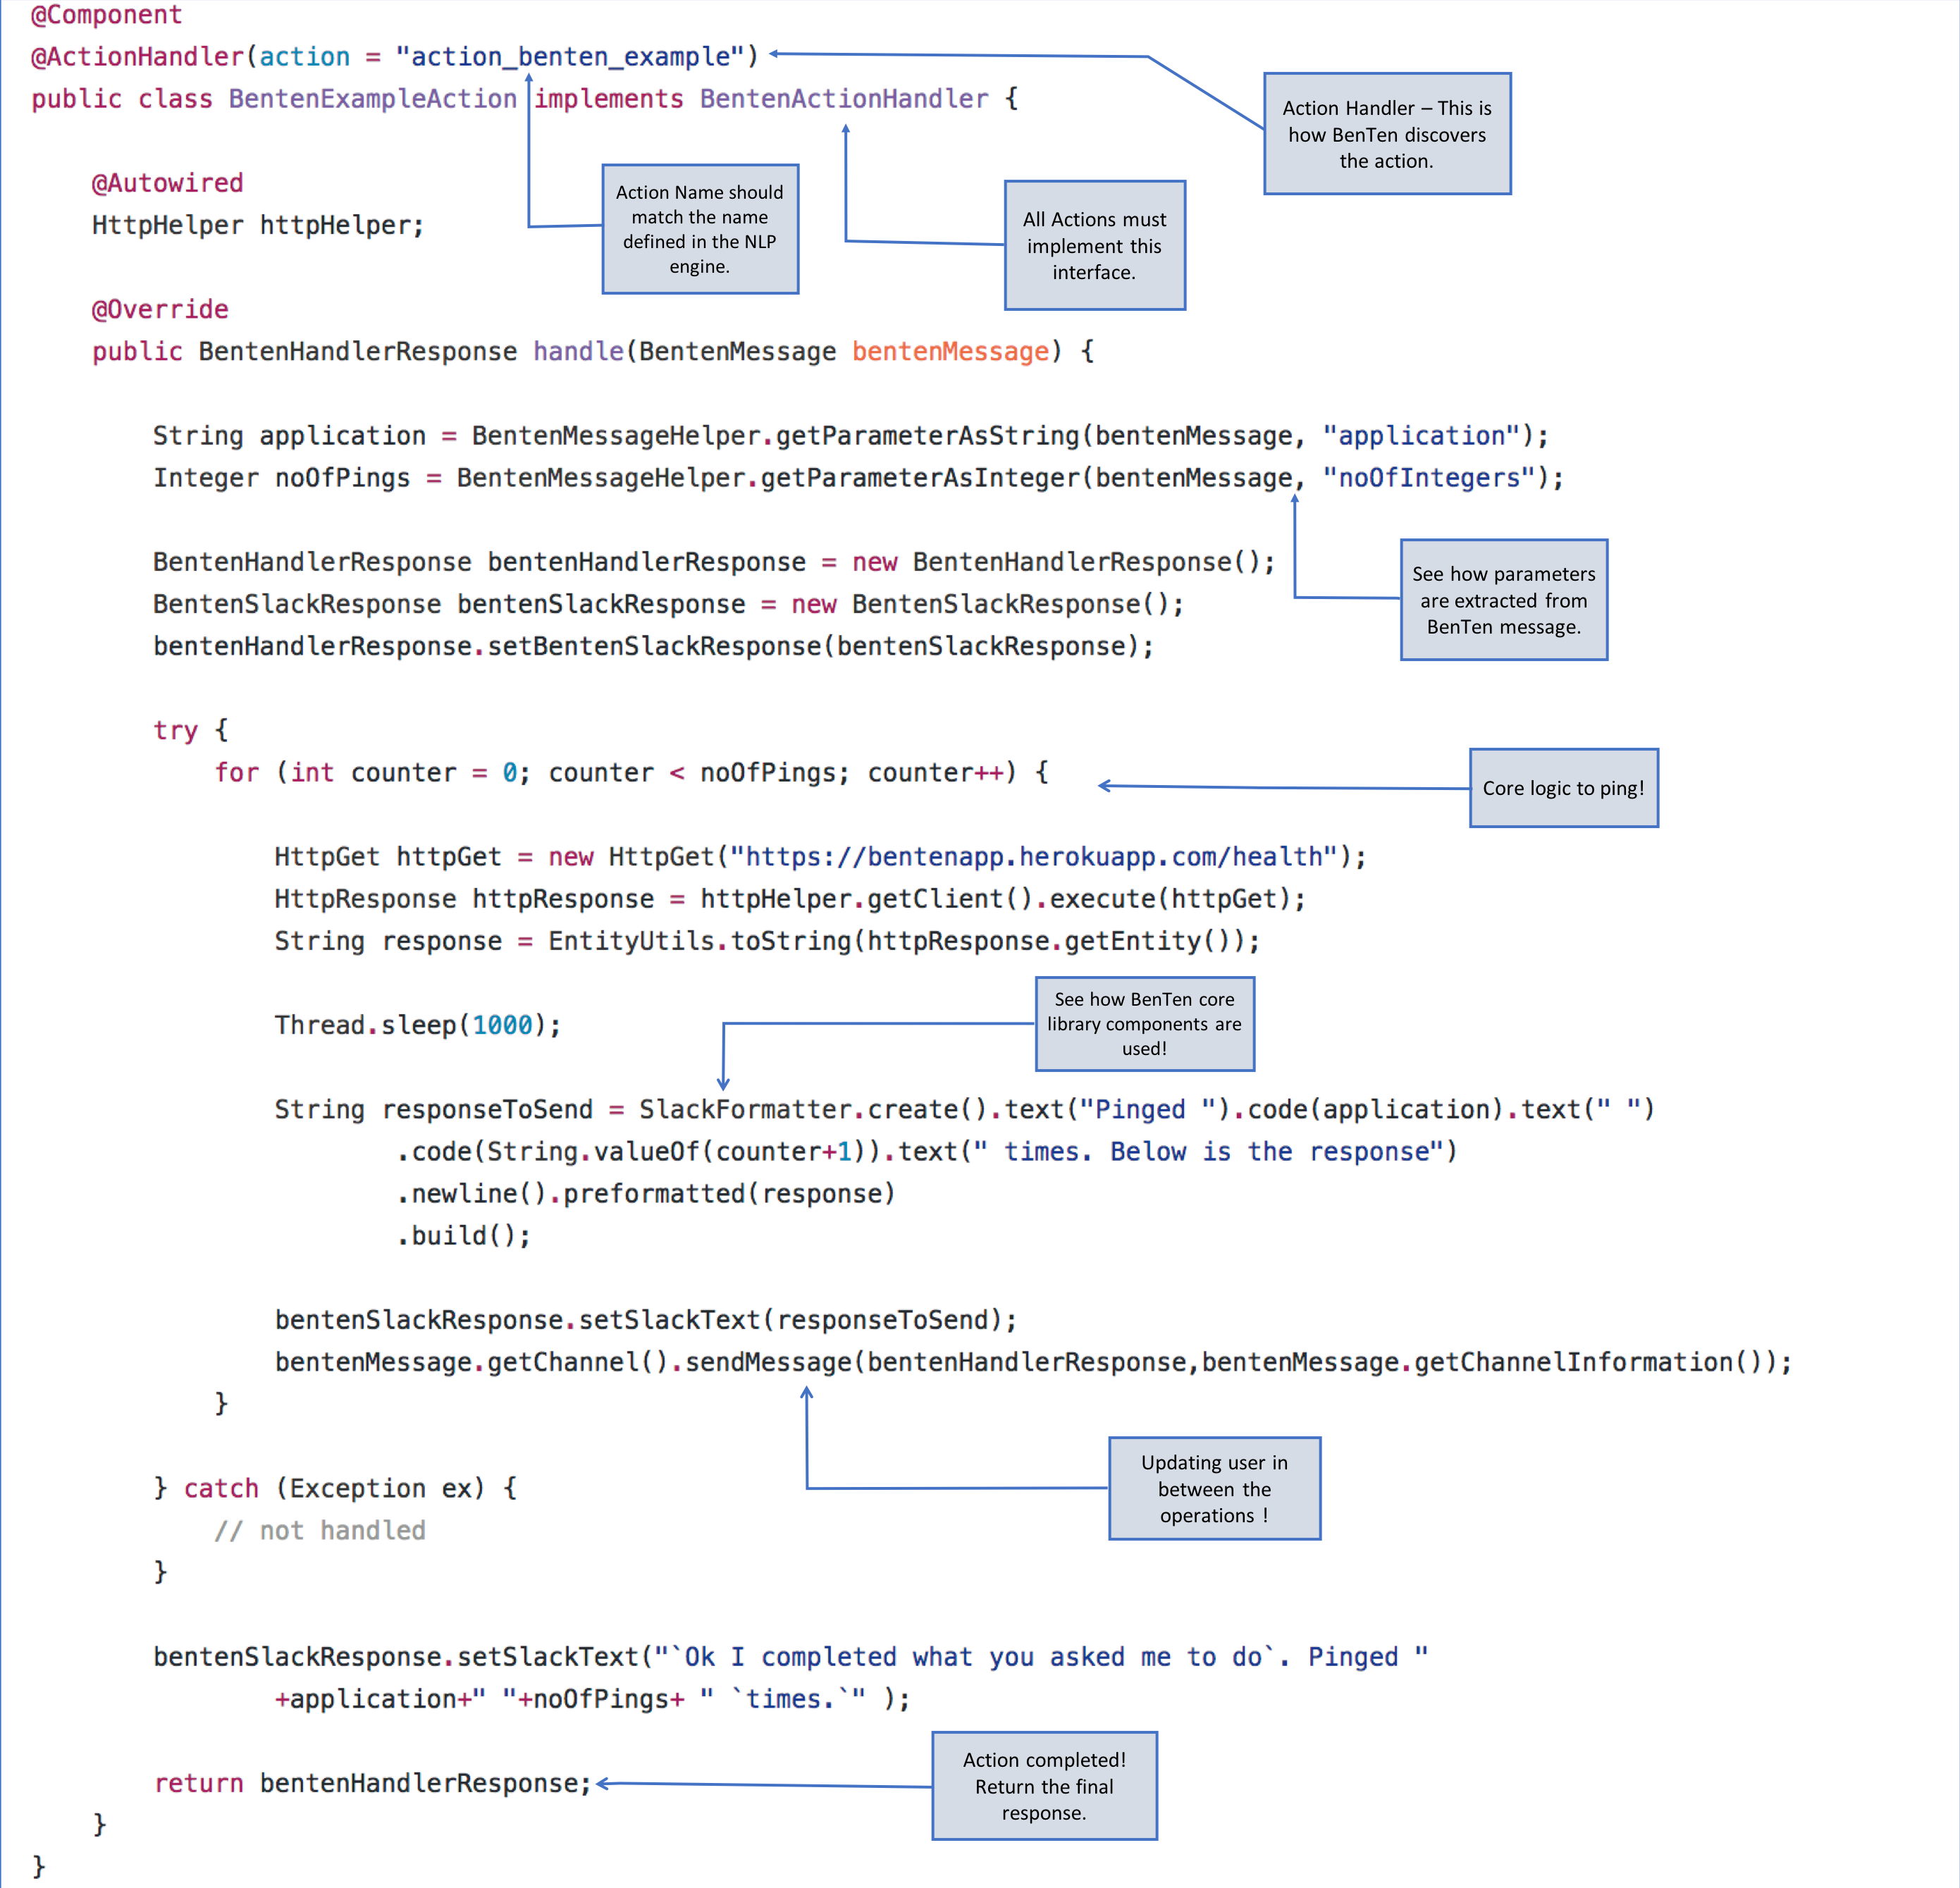 @Component
@ActionHandler(action = "action_benten_example")
public class BentenExampleAction implements BentenActionHandler {
Action Handler – This is
how BenTen discovers
the action.
Action Name should
match the name
defined in the NLP
engine.
All Actions must
implement this
interface.
@Autowired
HttpHelper httpHelper;
@Override
public BentenHandlerResponse handle(BentenMessage bentenMessage) {
String application = BentenMessageHelper.getParameterAsString(bentenMessage, "application");
Integer noOfPings = BentenMessageHelper.getParameterAsInteger(bentenMessage, "noOfIntegers");
See how parameters
are extracted from
BenTen message.
BentenHandlerResponse bentenHandlerResponse = new BentenHandlerResponse();
BentenSlackResponse bentenSlackResponse = new BentenSlackResponse();
bentenHandlerResponse.setBentenSlackResponse(bentenSlackResponse);
try {
for (int counter = 0; counter < noOfPings; counter++) {
Core logic to ping!
HttpGet httpGet = new HttpGet("https://bentenapp.herokuapp.com/health");
HttpResponse httpResponse = httpHelper.getClient().execute(httpGet);
String response = EntityUtils.toString(httpResponse.getEntity());
Thread.sleep(1000);
See how BenTen core
library components are
used!
String responseToSend = SlackFormatter.create().text("Pinged ").code(application).text(" ")
.code(String.valueOf(counter+1)).text(" times. Below is the response")
.newline().preformatted(response)
.build();
bentenSlackResponse.setSlackText(responseToSend);
bentenMessage.getChannel().sendMessage(bentenHandlerResponse,bentenMessage.getChannelInformation());
}
Updating user in
between the
operations !
} catch (Exception ex) {
// not handled
}
bentenSlackResponse.setSlackText("`Ok I completed what you asked me to do`. Pinged "
+application+" "+noOfPings+ " `times.`" );
Action completed!
Return the final
response.
return bentenHandlerResponse;
}
}